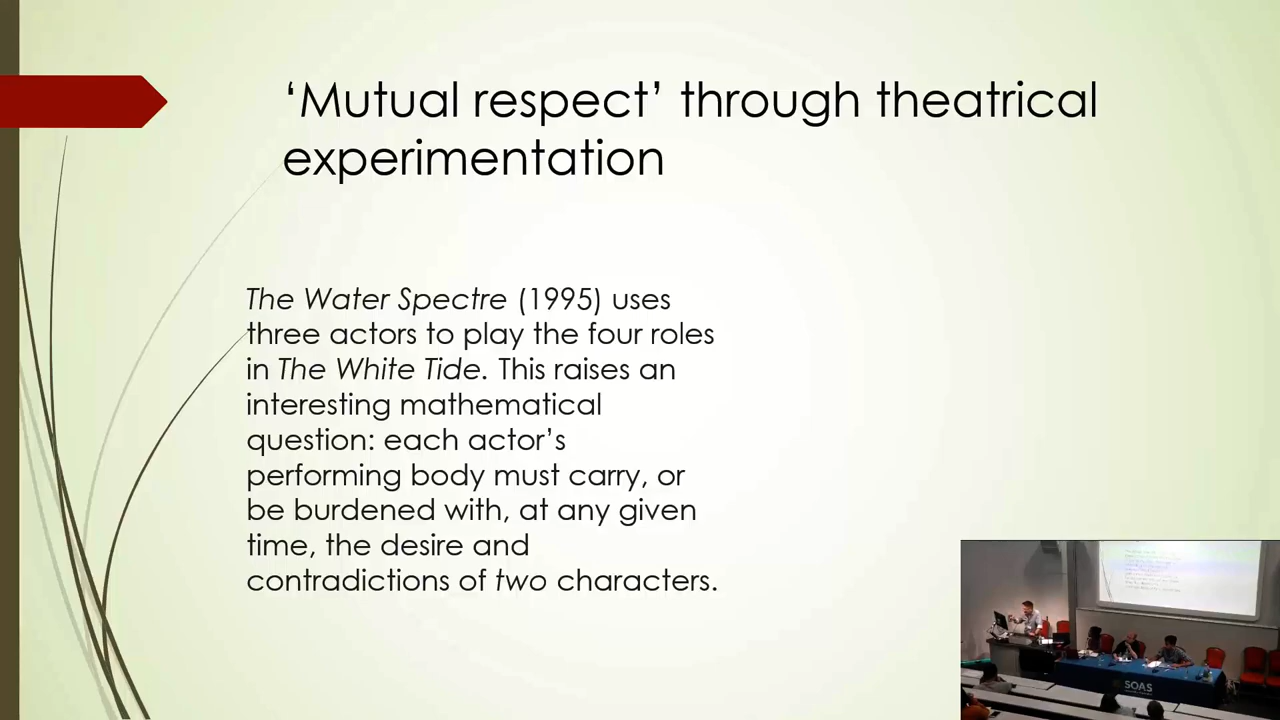 ‘Mutual respect’ through theatrical
experimentation
The Water Spectre (1995) uses
three actors to play the four roles
in The White Tide. This raises an
interesting mathematical
question: each actor’s
performing body must carry, or
be burdened with, at any given
time, the desire and
contradictions of two characters.
SOAS